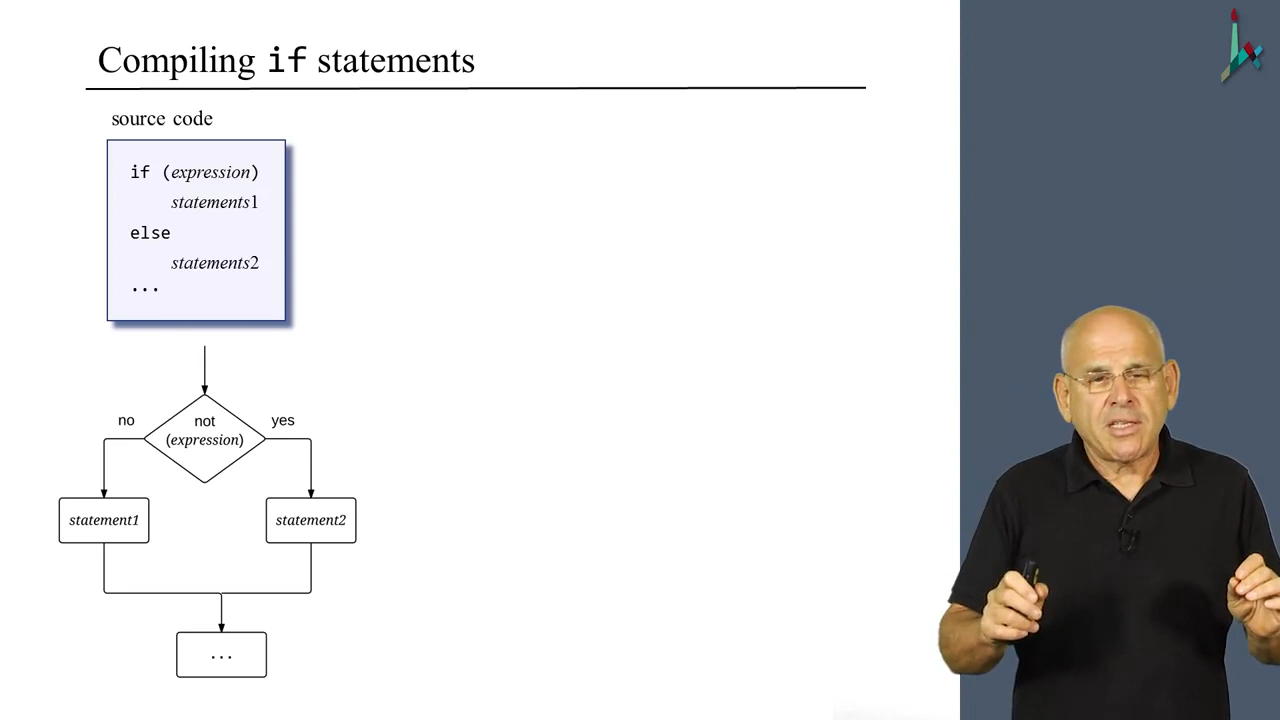 Compiling if statements
source code
if (expression)
statements1
else
statements2
...
no
not
(expression)
yes
statement1
statement2
...